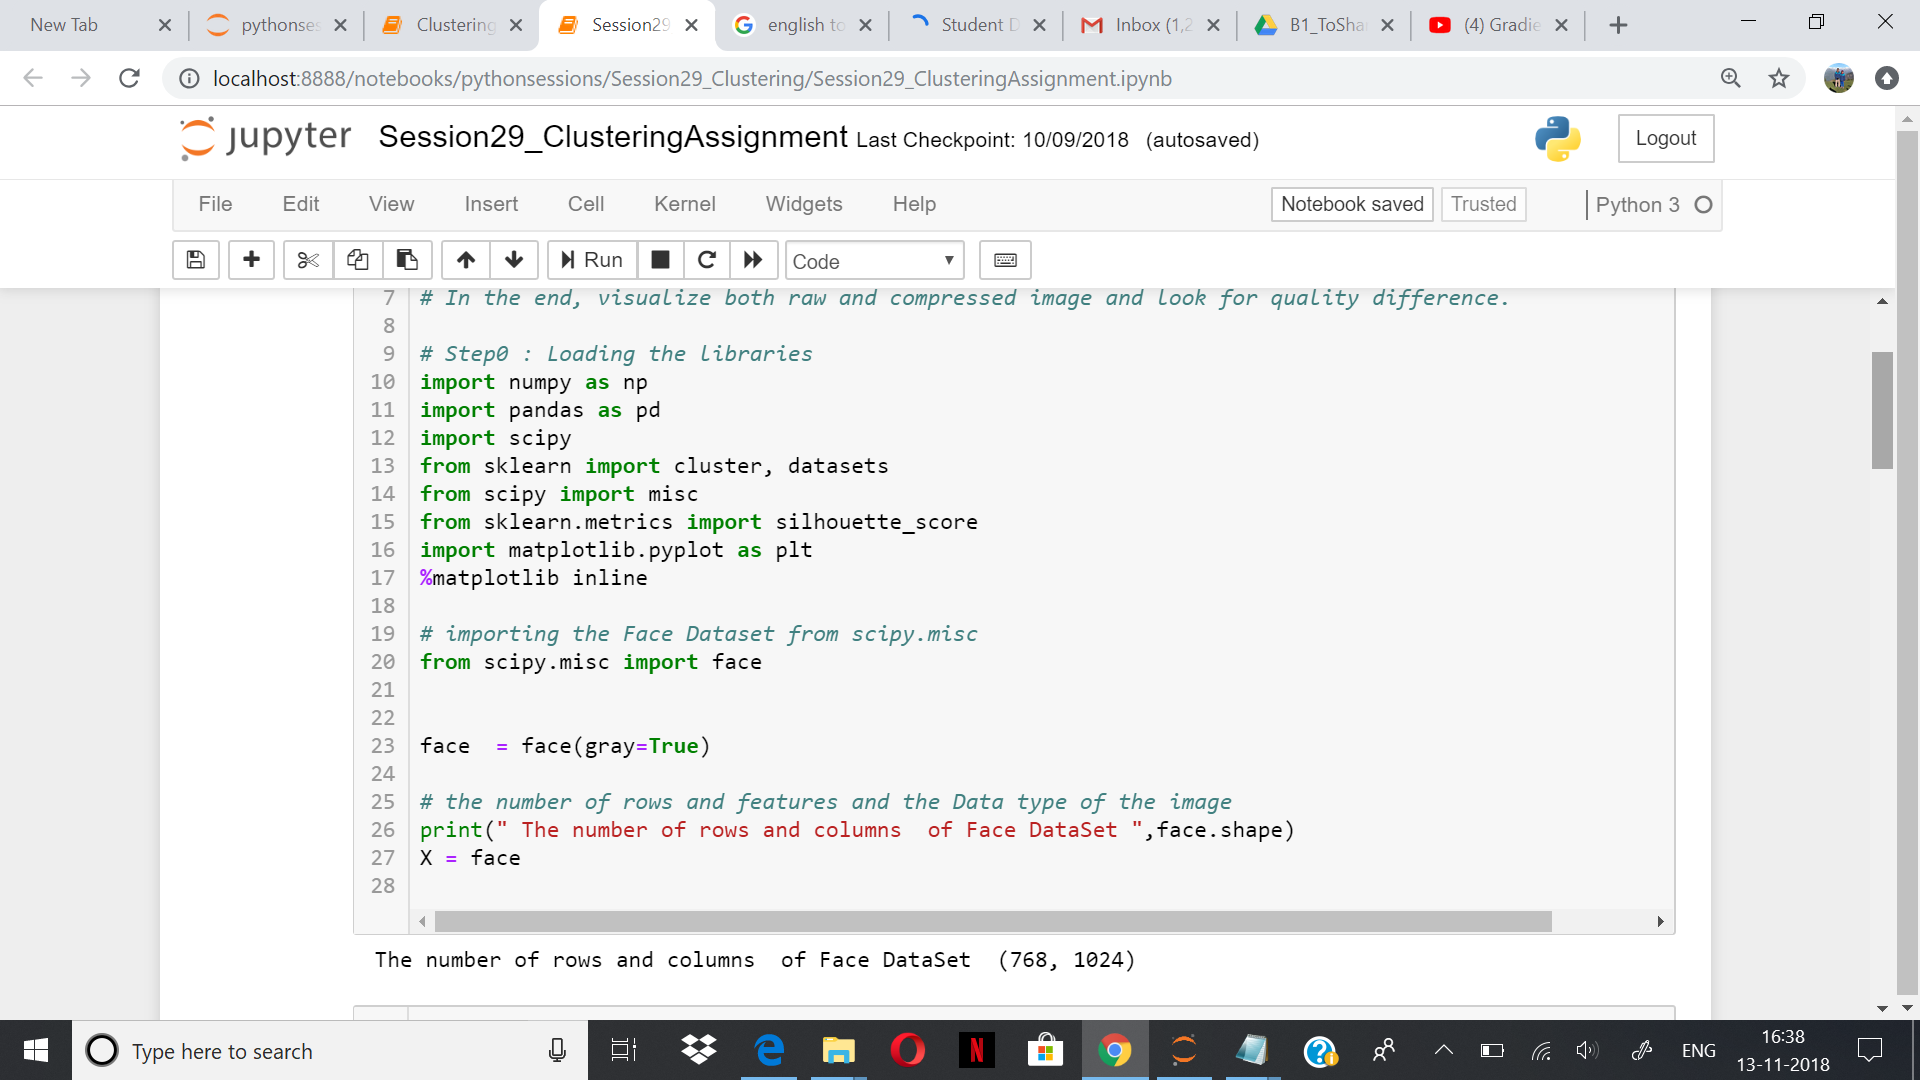 New Tab
pythonses
Clustering
Session29
english to
Student D
Inbox (1,2
B1_ToSha
(4) Gradie
localhost:8888/notebooks/pythonsessions/Session29_Clustering/Session29_ClusteringAssignment.ipynb
jupyter Session29_ClusteringAssignment Last Checkpoint: 10/09/2018 (autosaved)
Logout
File Edit View Insert Cell Kernel Widgets Help
Notebook saved Trusted Python 3
Run Code
7 # In the end, visualize both raw and compressed image and look for quality difference.
8
9 # Step0 : Loading the libraries
10 import numpy as np
11 import pandas as pd
12 import scipy
13 from sklearn import cluster, datasets
14 from scipy import misc
15 from sklearn.metrics import silhouette_score
16 import matplotlib.pyplot as plt
17 %matplotlib inline
18
19 # importing the Face Dataset from scipy.misc
20 from scipy.misc import face
21
22
23 face  = face(gray=True)
24
25 # the number of rows and features and the Data type of the image
26 print(" The number of rows and columns  of Face DataSet ",face.shape)
27 X = face
28
The number of rows and columns  of Face DataSet  (768, 1024)
Type here to search
N
ENG
16:38
13-11-2018